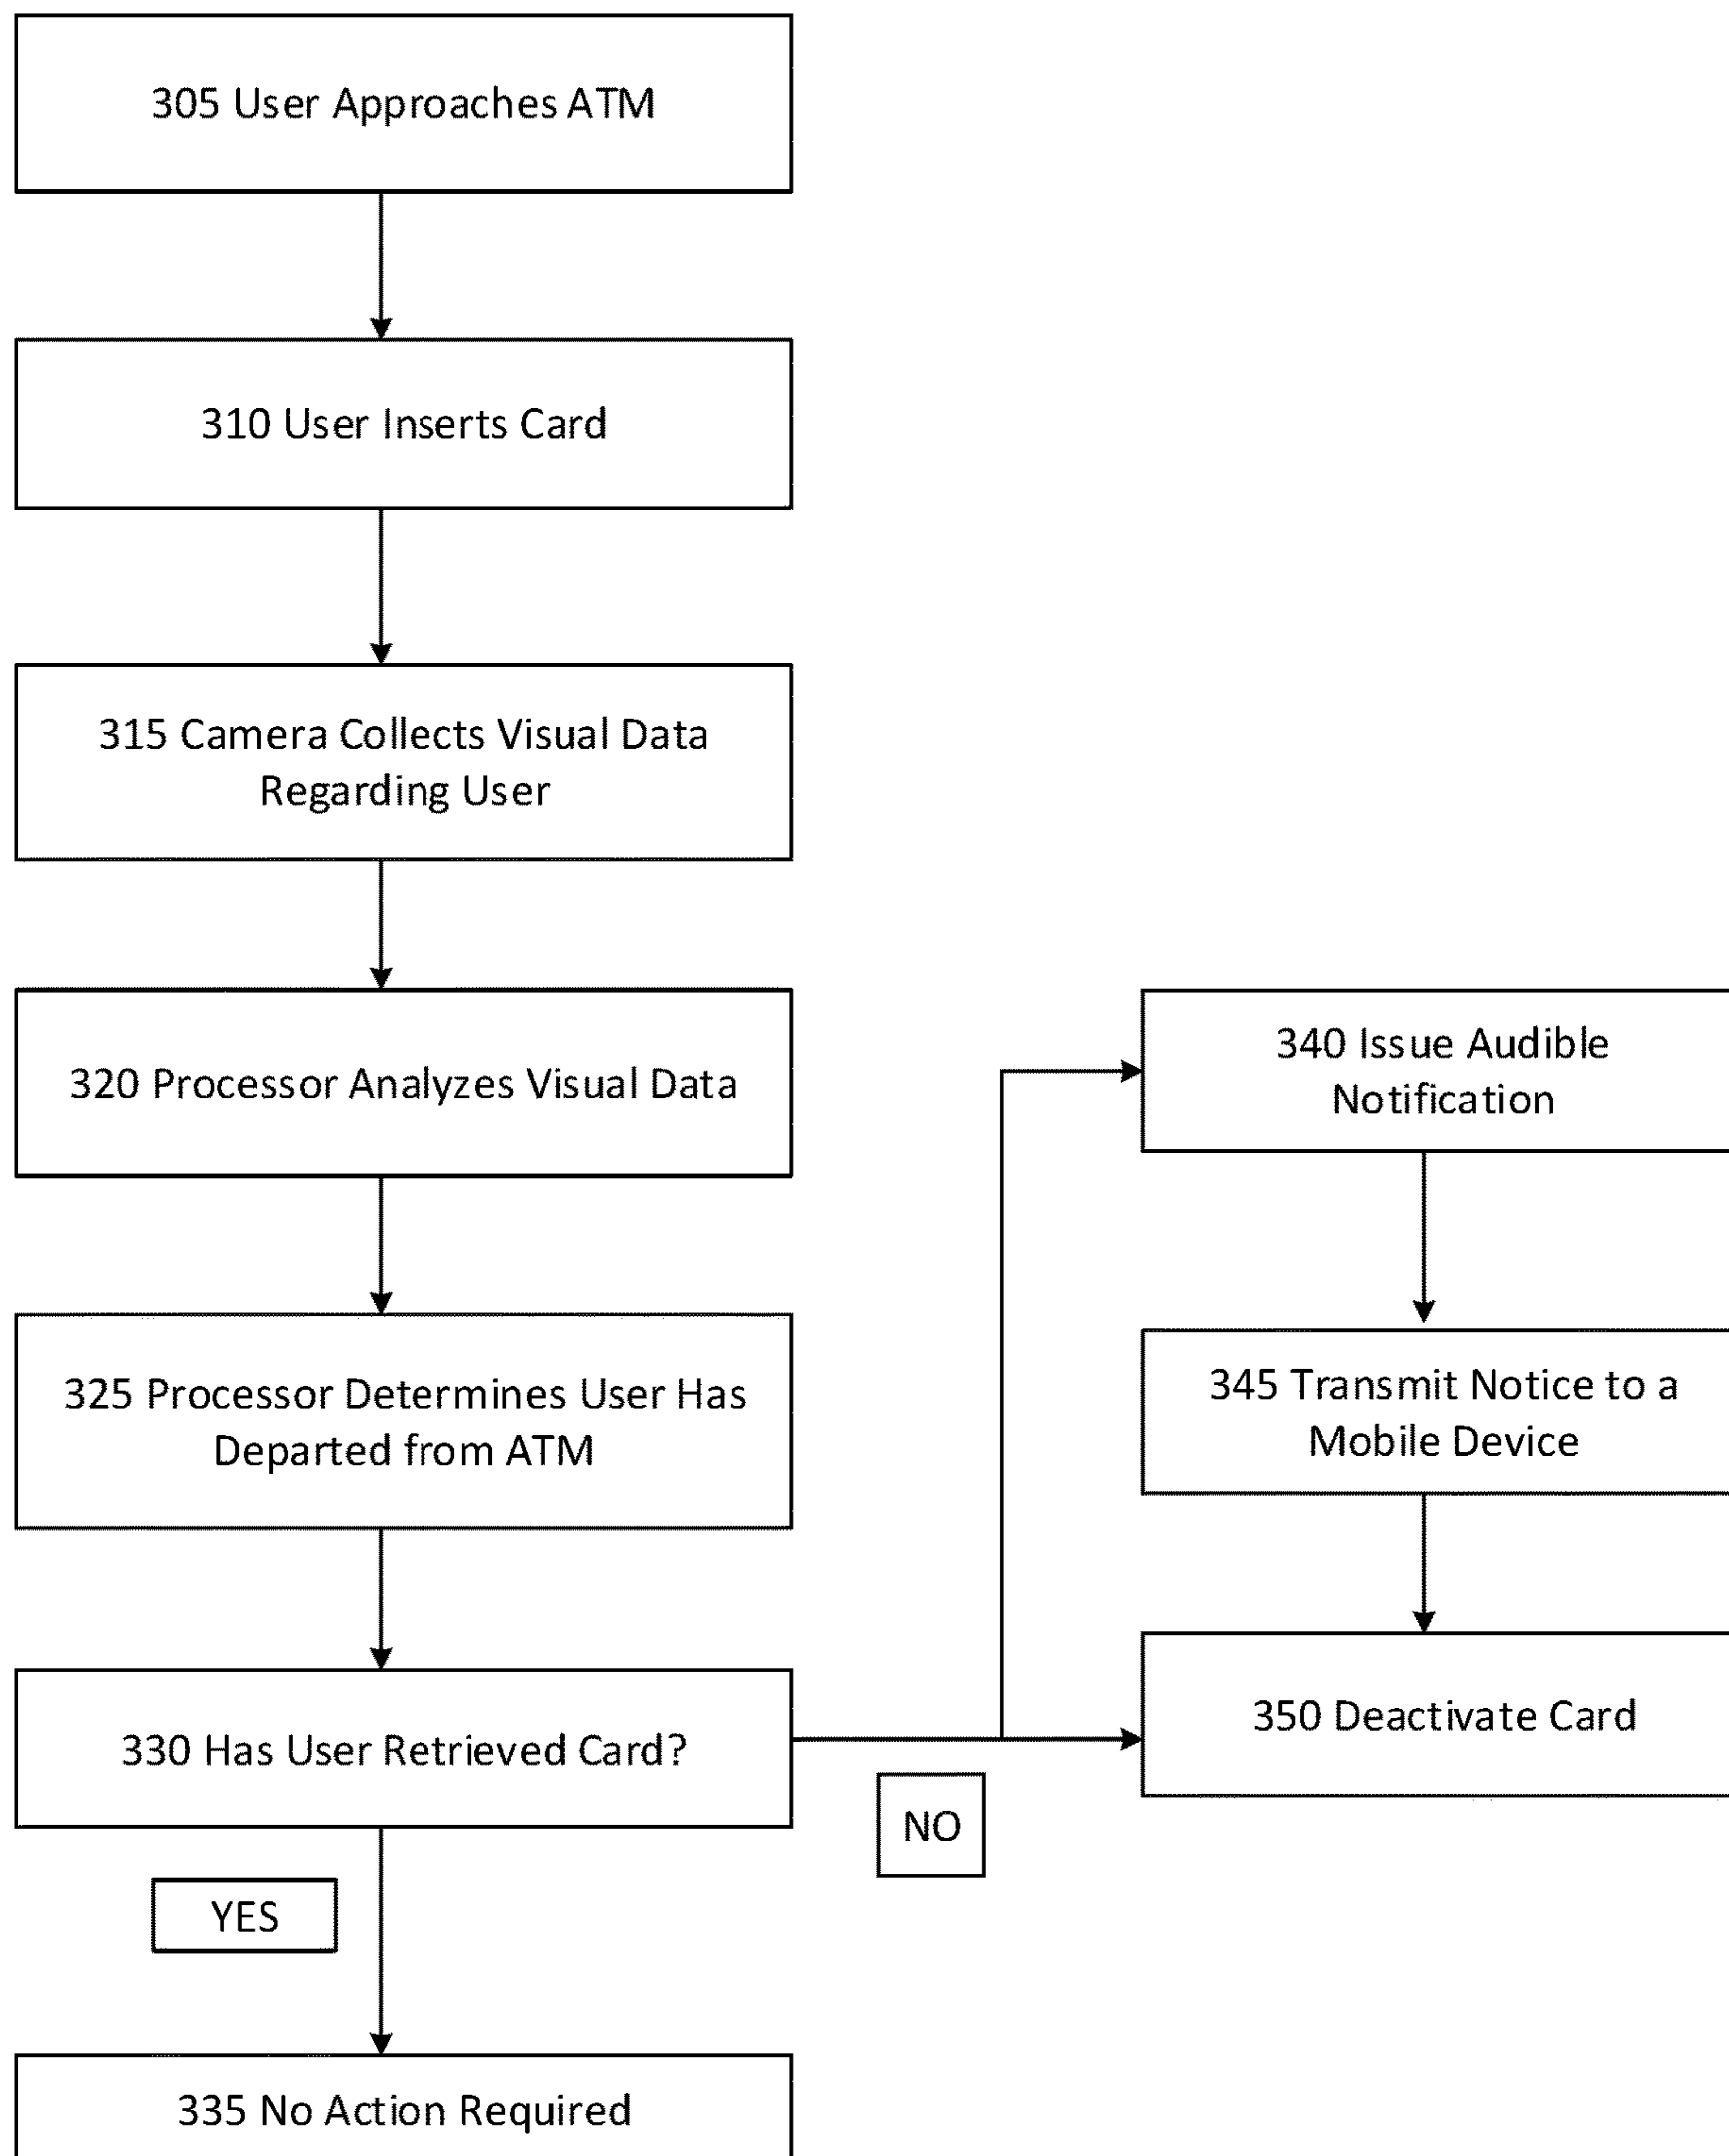 305 User Approaches ATM
310 User Inserts Card
315 Camera Collects Visual Data
Regarding User
320 Processor Analyzes Visual Data
325 Processor Determines User Has
Departed from ATM
330 Has User Retrieved Card?
YES
335 No Action Required
NO
340 Issue Audible
Notification
345 Transmit Notice to a
Mobile Device
350 Deactivate Card